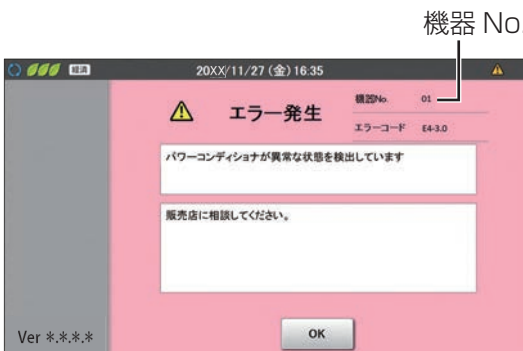 機器 No
経済 20XX/11/27 (金) 16:35
エラー発生
機器No. 01
エラーコード E4-3.0
パワーコンディショナが異常な状態を検出しています
販売店に相談してください。
OK
Ver *.*.*.*